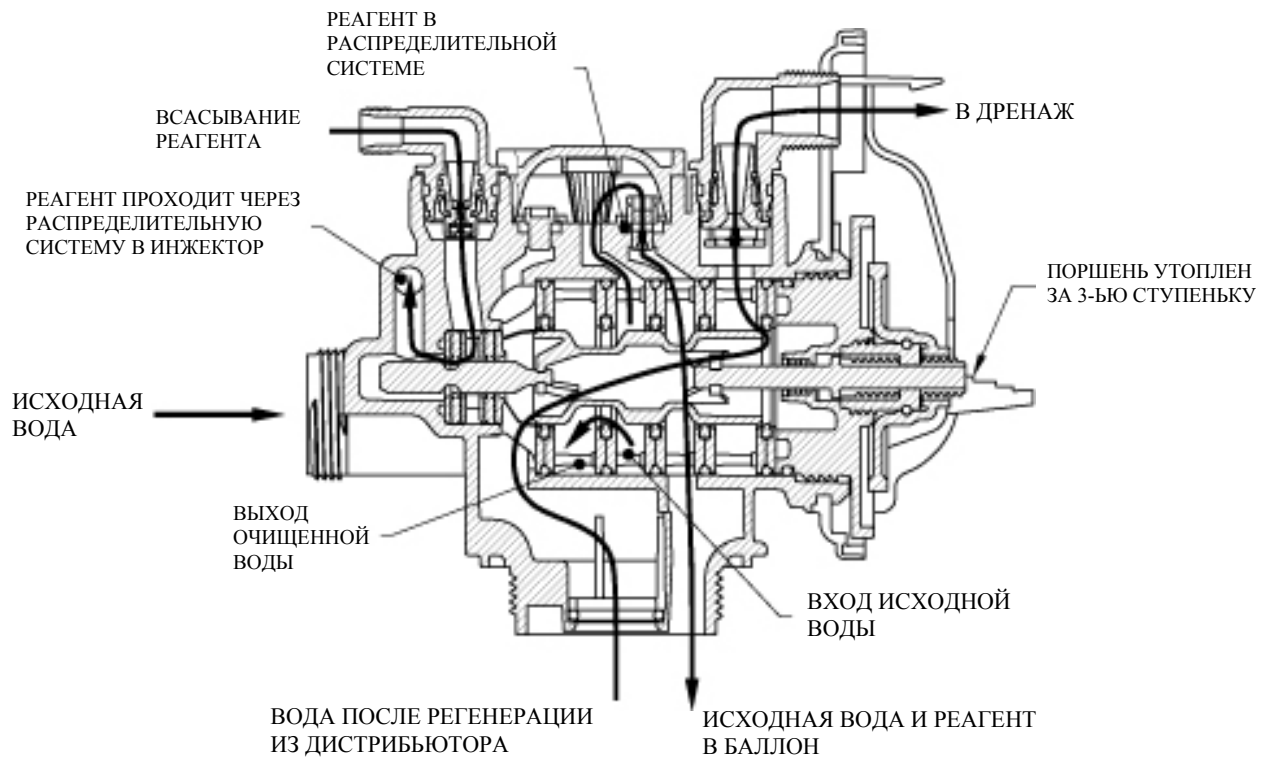 РЕАГЕНТ В
РАСПРЕДЕЛИТЕЛЬНОЙ
СИСТЕМЕ
ВСАСЫВАНИЕ
РЕАГЕНТА
В ДРЕНАЖ
РЕАГЕНТ ПРОХОДИТ ЧЕРЕЗ
РАСПРЕДЕЛИТЕЛЬНУЮ
СИСТЕМУ В ИНЖЕКТОР
ПОРШЕНЬ УТОПЛЕН
ЗА 3-ЬЮ СТУПЕНЬКУ
ИСХОДНАЯ
ВОДА
ВЫХОД
ОЧИЩЕННОЙ
ВОДЫ
ВХОД ИСХОДНОЙ
ВОДЫ
ВОДА ПОСЛЕ РЕГЕНЕРАЦИИ
ИЗ ДИСТРИБЬЮТОРА
ИСХОДНАЯ ВОДА И РЕАГЕНТ
В БАЛЛОН